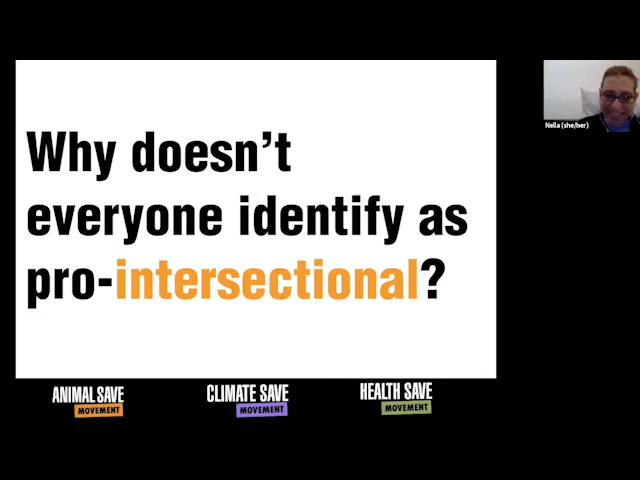 Why doesn't
everyone identify as
pro-intersectional?
Nella (she/her)
ANIMAL SAVE
MOVEMENT
CLIMATE SAVE
MOVEMENT
HEALTH SAVE
MOVEMENT